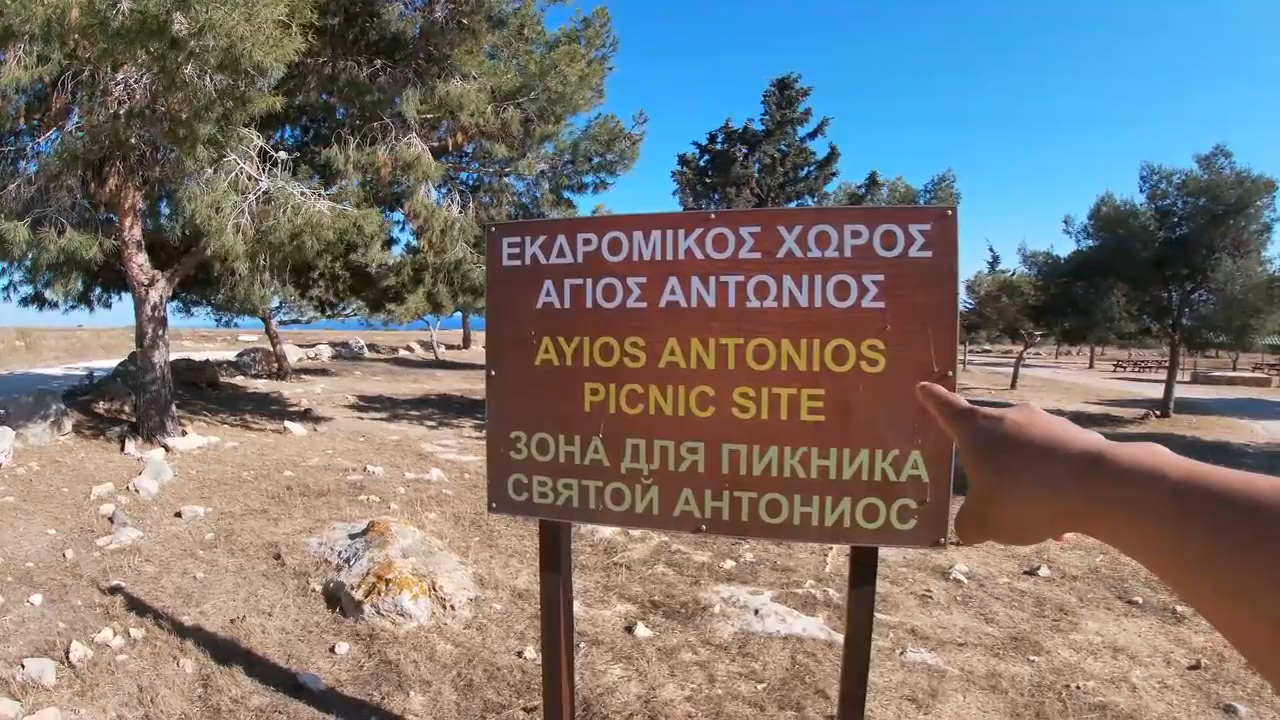 ΕΚΔΡΟΜΙΚΟΣ ΧΩΡΟΣ
ΑΓΙΟΣ ΑΝΤΩΝΙΟΣ
AYIOS ANTONIOS
PICNIC SITE
ЗОНА ДЛЯ ПИКНИКА
СВЯТОЙ АНТОНИОС